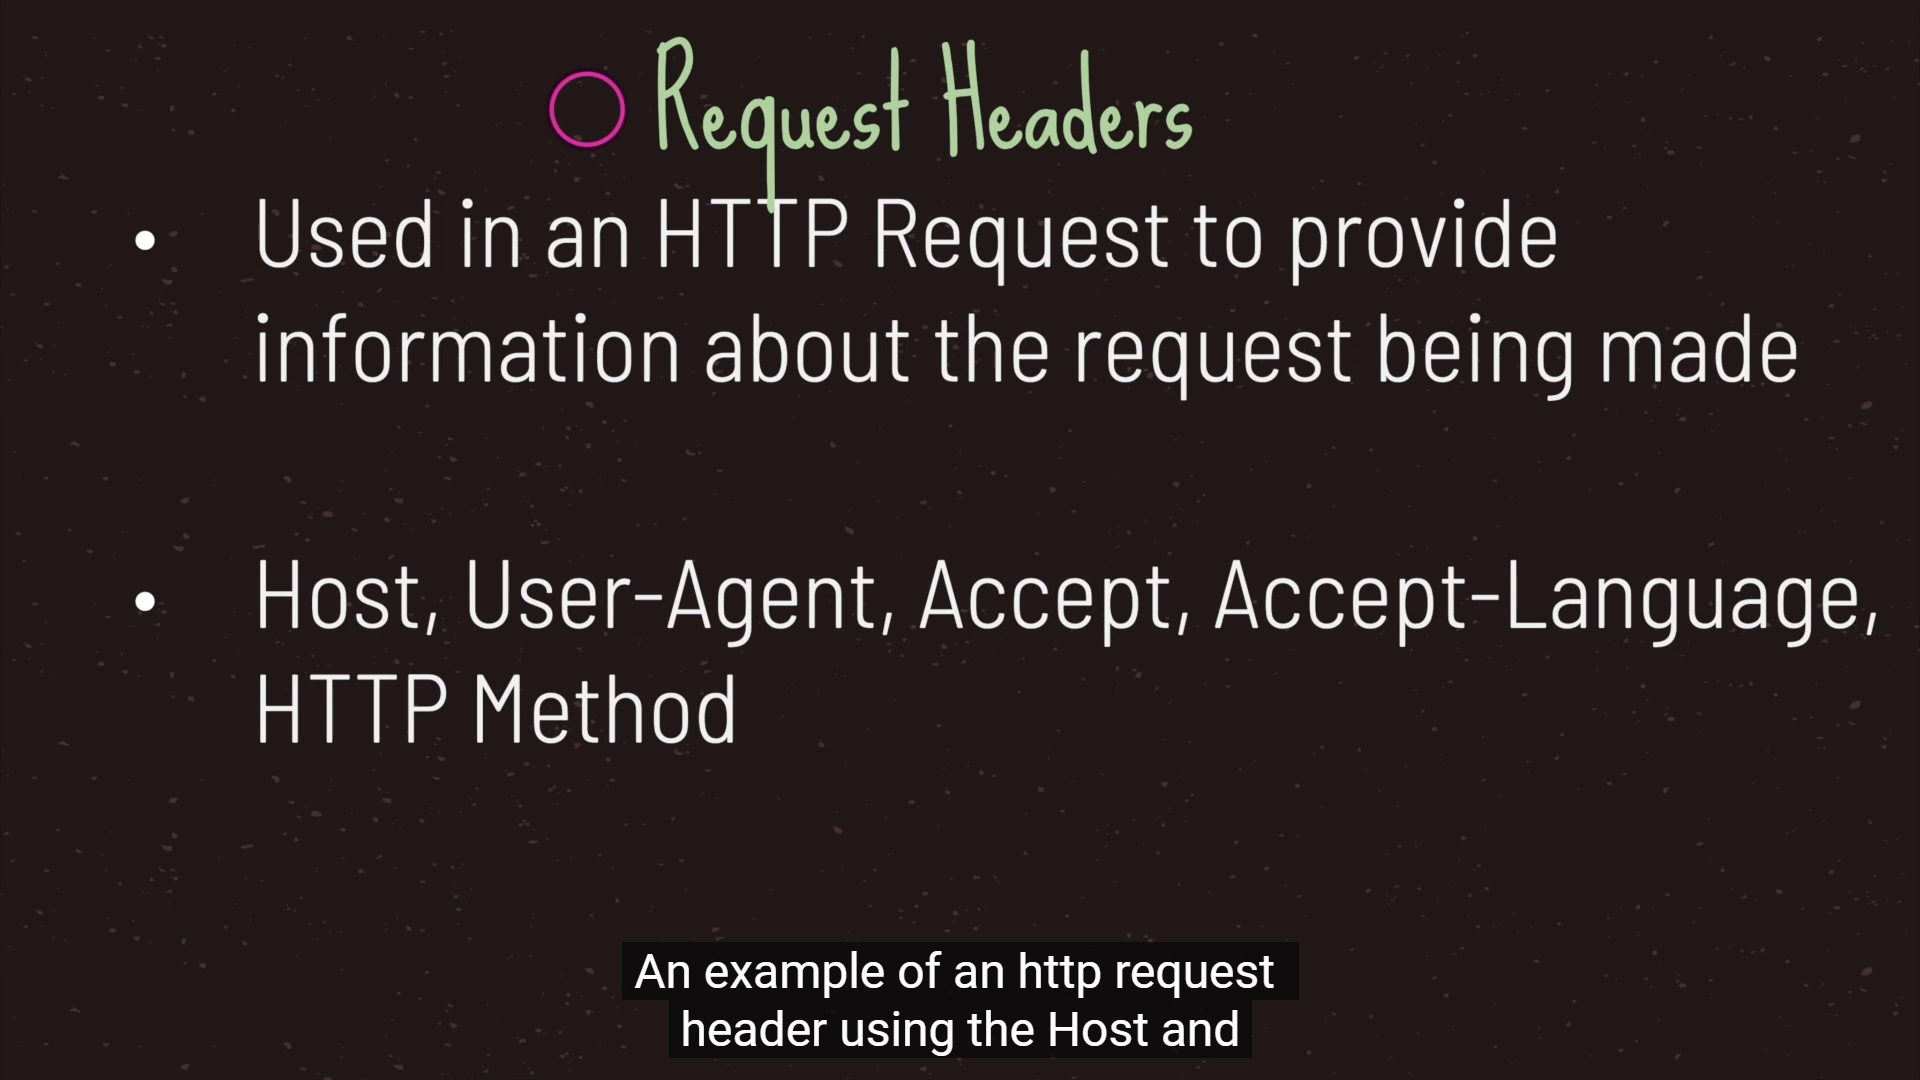 Request Headers
• Used in an HTTP Request to provide
information about the request being made
• Host, User-Agent, Accept, Accept-Language,
HTTP Method
An example of an http request
header using the Host and